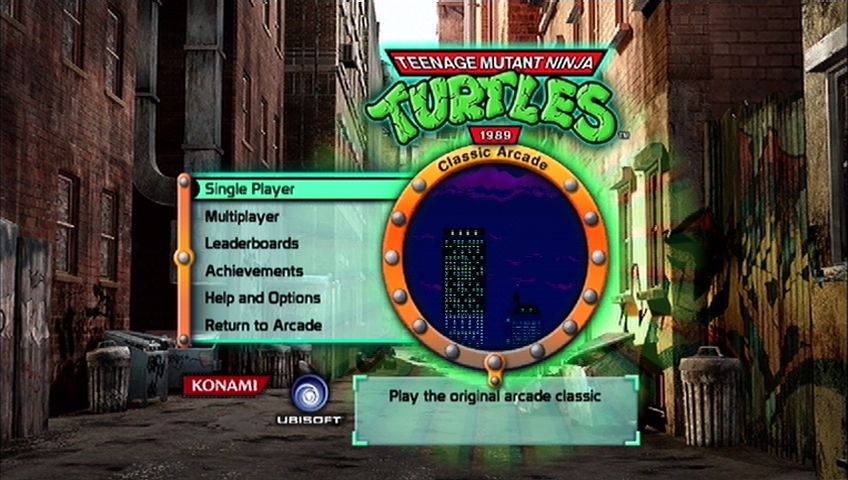 TEENAGE MUTANT NINJA
TURTLES
1989
TM
Classic Arcade
Single Player
Multiplayer
Leaderboards
Achievements
Help and Options
Return to Arcade
KONAMI
UBISOFT
Play the original arcade classic